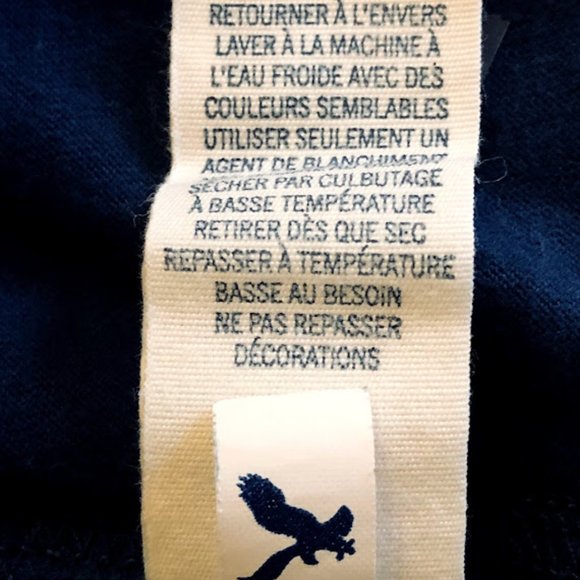 RETOURNER À L'ENVERS
LAVER À LA MACHINE À
L'EAU FROIDE AVEC DES
COULEURS SEMBLABLES
UTILISER SEULEMENT UN
AGENT DE BLANCHIMENT
SÉCHER PAR CULBUTAGE
À BASSE TEMPÉRATURE
RETIRER DÈS QUE SEC
REPASSER À TEMPÉRATURE
BASSE AU BESOIN
NE PAS REPASSER
DÉCORATIONS